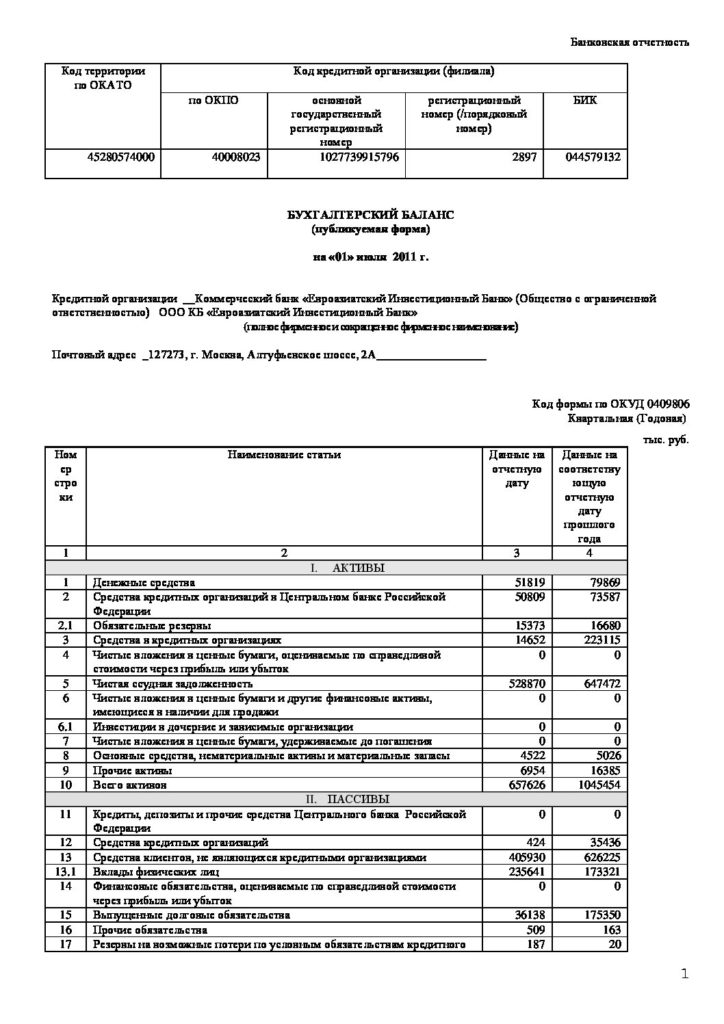 Банковская отчетность
Код территории по ОКАТО
Код кредитной организации (филиала)
по ОКПО
основной государственный регистрационный номер
регистрационный номер (/порядковый номер)
БИК
45280574000 40008023 1027739915796 2897 044579132
БУХГАЛТЕРСКИЙ БАЛАНС
(публикуемая форма)
на «01» июля 2011 г.
Кредитной организации __Коммерческий банк «Евроазиатский Инвестиционный Банк» (Общество с ограниченной
ответственностью) ООО КБ «Евроазиатский Инвестиционный Банк»
(полное фирменное и сокращенное фирменное наименование)
Почтовый адрес _127273, г. Москва, Алтуфьевское шоссе, 2А__________________
Код формы по ОКУД 0409806
Квартальная (Годовая)
тыс. руб.
Ном
ер
стро
ки
Наименование статьи
Данные на
отчетную
дату
Данные на
соответству
ющую
отчетную
дату
прошлого
года
1 2 3 4
I. АКТИВЫ
1 Денежные средства 51819 79869
2 Средства кредитных организаций в Центральном банке Российской 50809 73587
Федерации
2.1 Обязательные резервы 15373 16680
3 Средства в кредитных организациях 14652 223115
4 Чистые вложения в ценные бумаги, оцениваемые по справедливой 0 0
стоимости через прибыль или убыток
5 Чистая ссудная задолженность 528870 647472
6 Чистые вложения в ценные бумаги и другие финансовые активы, 0 0
имеющиеся в наличии для продажи
6.1 Инвестиции в дочерние и зависимые организации 0 0
7 Чистые вложения в ценные бумаги, удерживаемые до погашения 0 0
8 Основные средства, нематериальные активы и материальные запасы 4522 5026
9 Прочие активы 6954 16385
10 Всего активов 657626 1045454
II. ПАССИВЫ
11 Кредиты, депозиты и прочие средства Центрального банка Российской 0 0
Федерации
12 Средства кредитных организаций 424 35436
13 Средства клиентов, не являющихся кредитными организациями 405930 626225
13.1 Вклады физических лиц 235641 173321
14 Финансовые обязательства, оцениваемые по справедливой стоимости 0 0
через прибыль или убыток
15 Выпущенные долговые обязательства 36138 175350
16 Прочие обязательства 509 163
17 Резервы на возможные потери по условным обязательствам кредитного 187 20
1